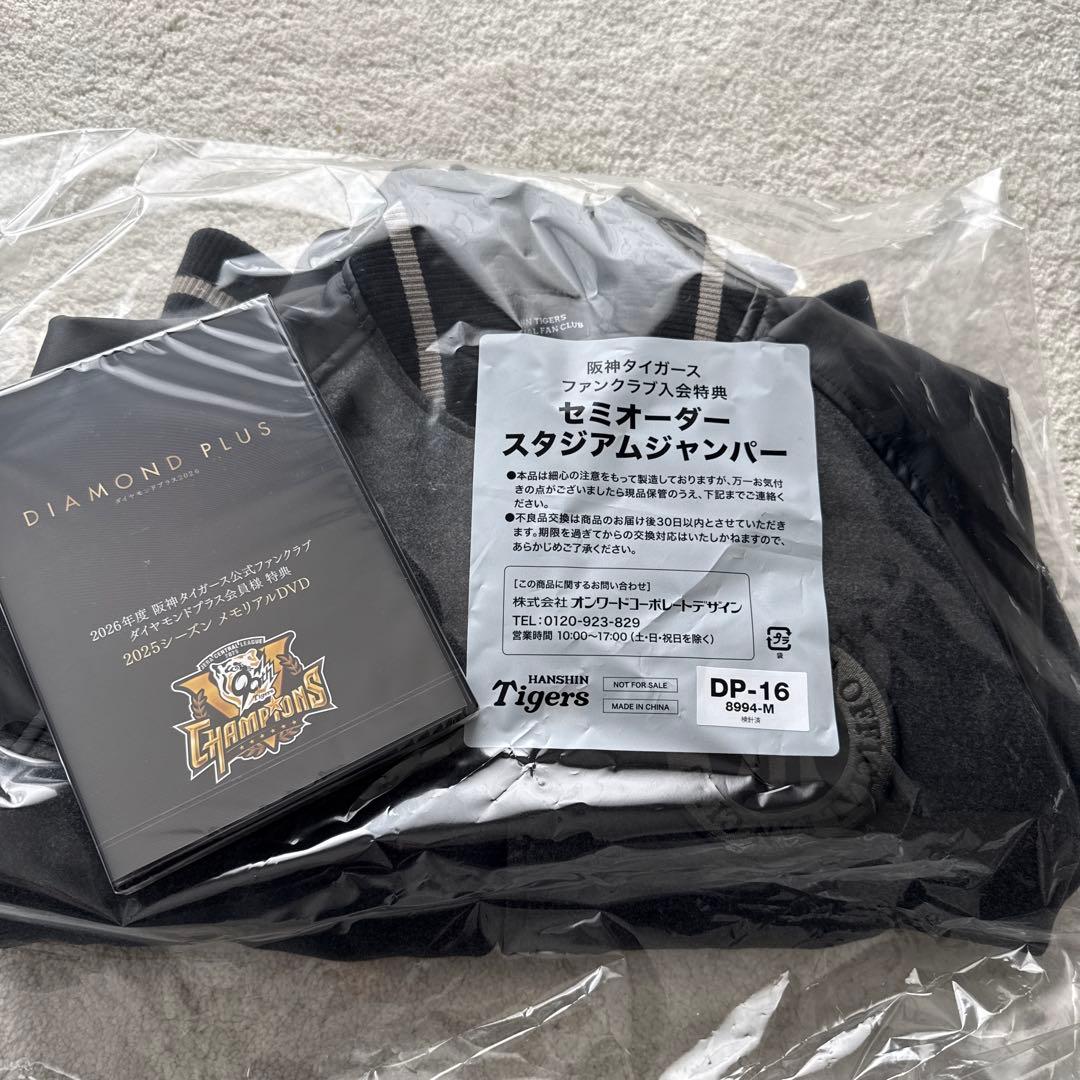 DIAMOND PLUS
ダイヤモンドプラス2026
2026年度 阪神タイガース公式ファンクラブ
ダイヤモンドプラス会員様 特典
2025シーズン メモリアルDVD
CENTRAL LEAGUE
2025
90th
Tigers
CHAMPIONS
TIGERS
FAN CLUB
阪神タイガース
ファンクラブ入会特典
セミオーダー
スタジアムジャンパー
●本品は細心の注意をもって製造しておりますが、万一お気付
きの点がございましたら現品保管のうえ、下記までご連絡く
ださい。
●不良品交換は商品のお届け後30日以内とさせていただき
ます。期限を過ぎてからの交換対応はいたしかねますので、
あらかじめご了承ください。
[この商品に関するお問い合わせ]
株式会社 オンワードコーポレートデザイン
TEL:0120-923-829
営業時間 10:00〜17:00 (土・日・祝日を除く)
プラ
袋
HANSHIN
Tigers
NOT FOR SALE
MADE IN CHINA
DP-16
8994-M
検針済